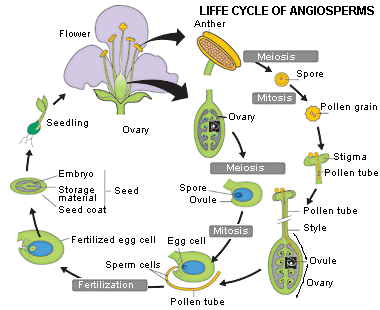 LIFFE CYCLE OF ANGIOSPERMS
Flower
Anther
Meiosis
Spore
Mitosis
Pollen grain
Ovary
Ovary
Seedling
Stigma
Pollen tube
Meiosis
Embryo
Storage
material
Seed
Seed coat
Spore
Ovule
Pollen tube
Style
Mitosis
Fertilized egg cell
Egg cell
Sperm cells
Ovule
Ovary
Fertilization
Pollen tube